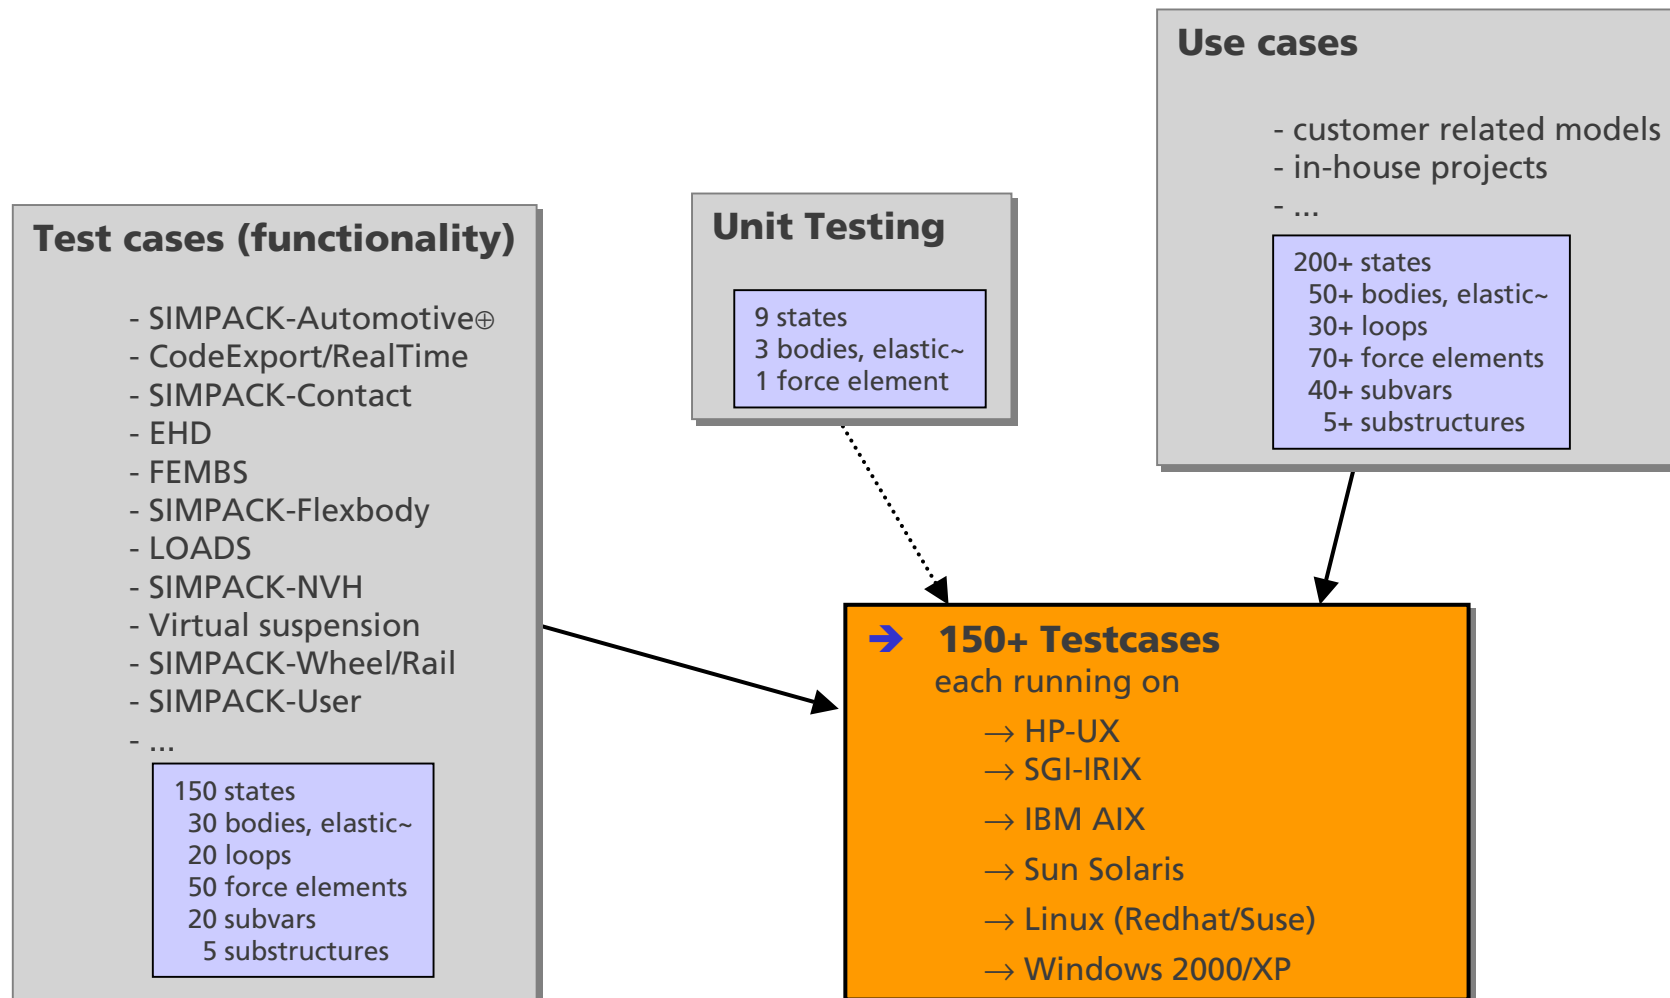 Use cases
- customer related models
- in-house projects
- ...
200+ states
50+ bodies, elastic~
30+ loops
70+ force elements
40+ subvars
5+ substructures
Unit Testing
9 states
3 bodies, elastic~
1 force element
Test cases (functionality)
- SIMPACK-Automotive⊕
- CodeExport/RealTime
- SIMPACK-Contact
- EHD
- FEMBS
- SIMPACK-Flexbody
- LOADS
- SIMPACK-NVH
- Virtual suspension
- SIMPACK-Wheel/Rail
- SIMPACK-User
- ...
150 states
30 bodies, elastic~
20 loops
50 force elements
20 subvars
5 substructures
➔ 150+ Testcases
each running on
→ HP-UX
→ SGI-IRIX
→ IBM AIX
→ Sun Solaris
→ Linux (Redhat/Suse)
→ Windows 2000/XP